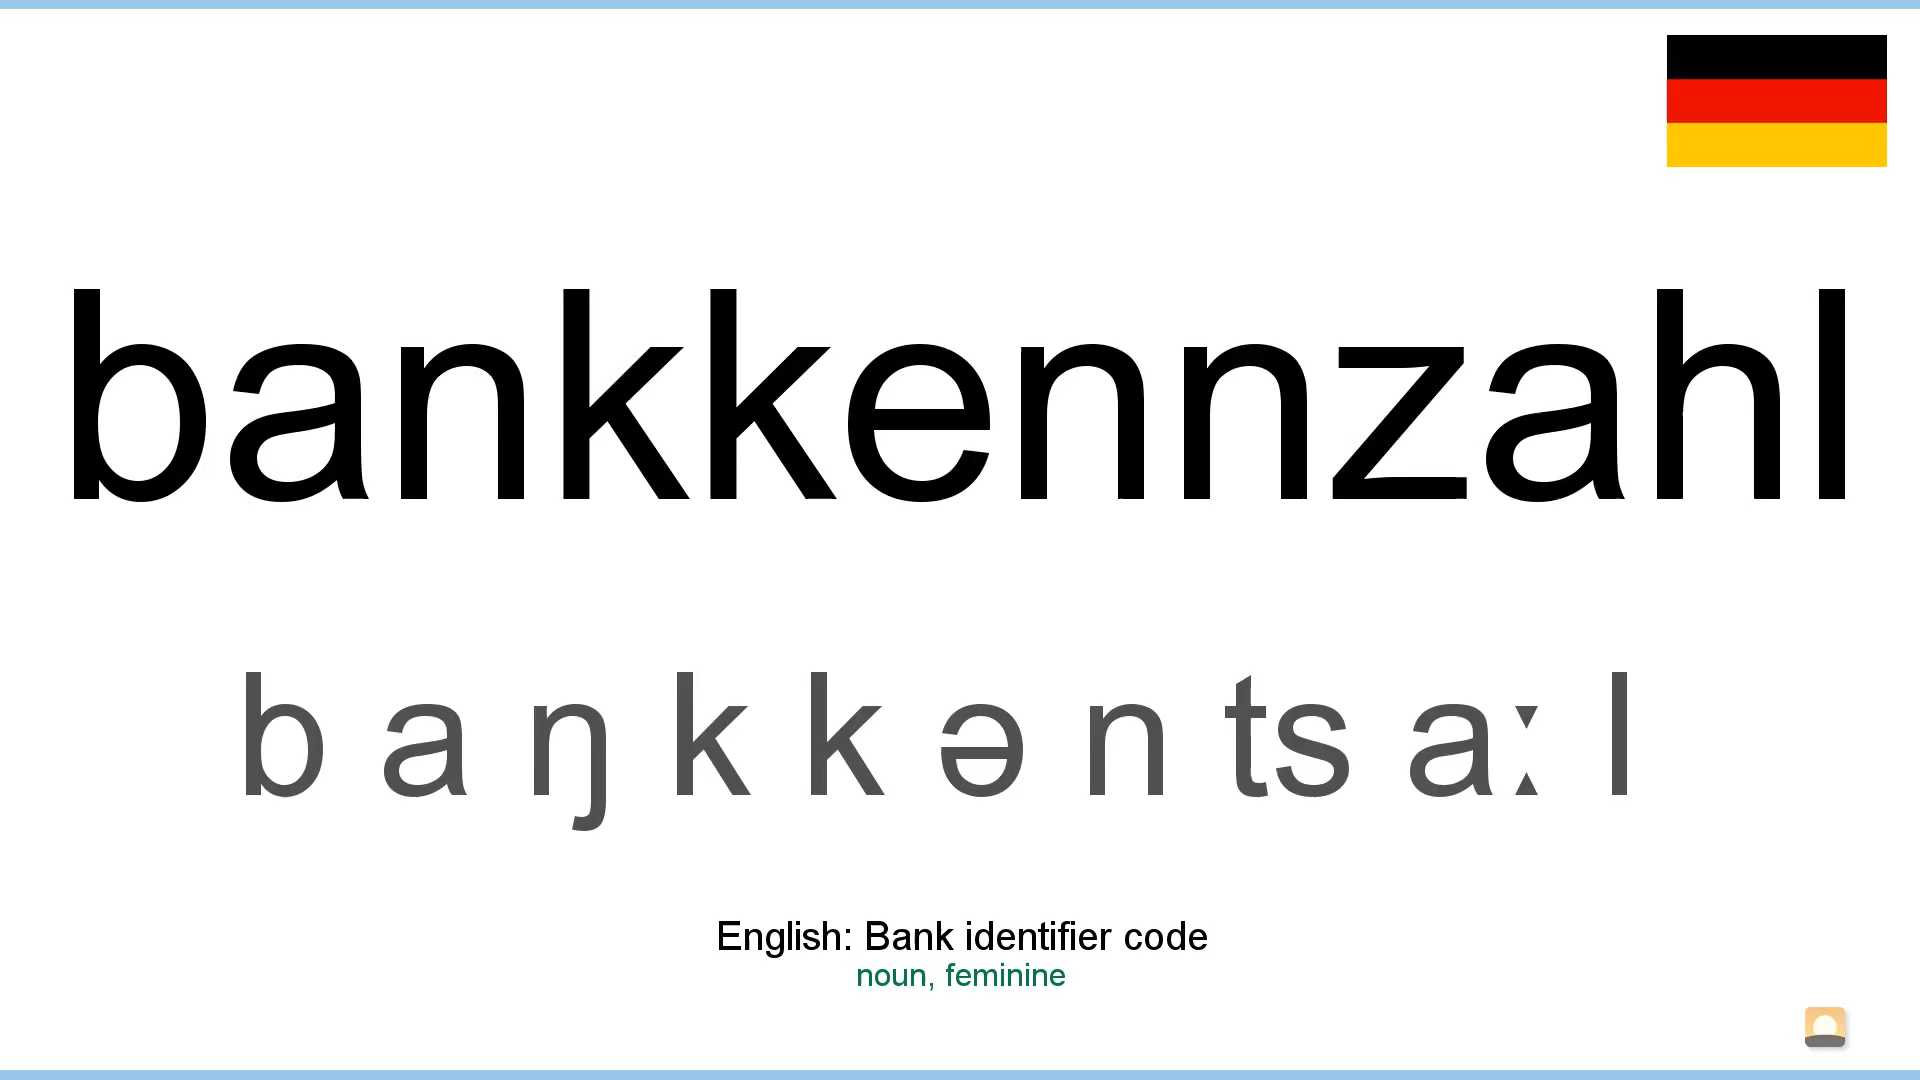 bankkennzahl
b a ŋ k k ə n ʦ aː l
English: Bank identifier code
noun, feminine